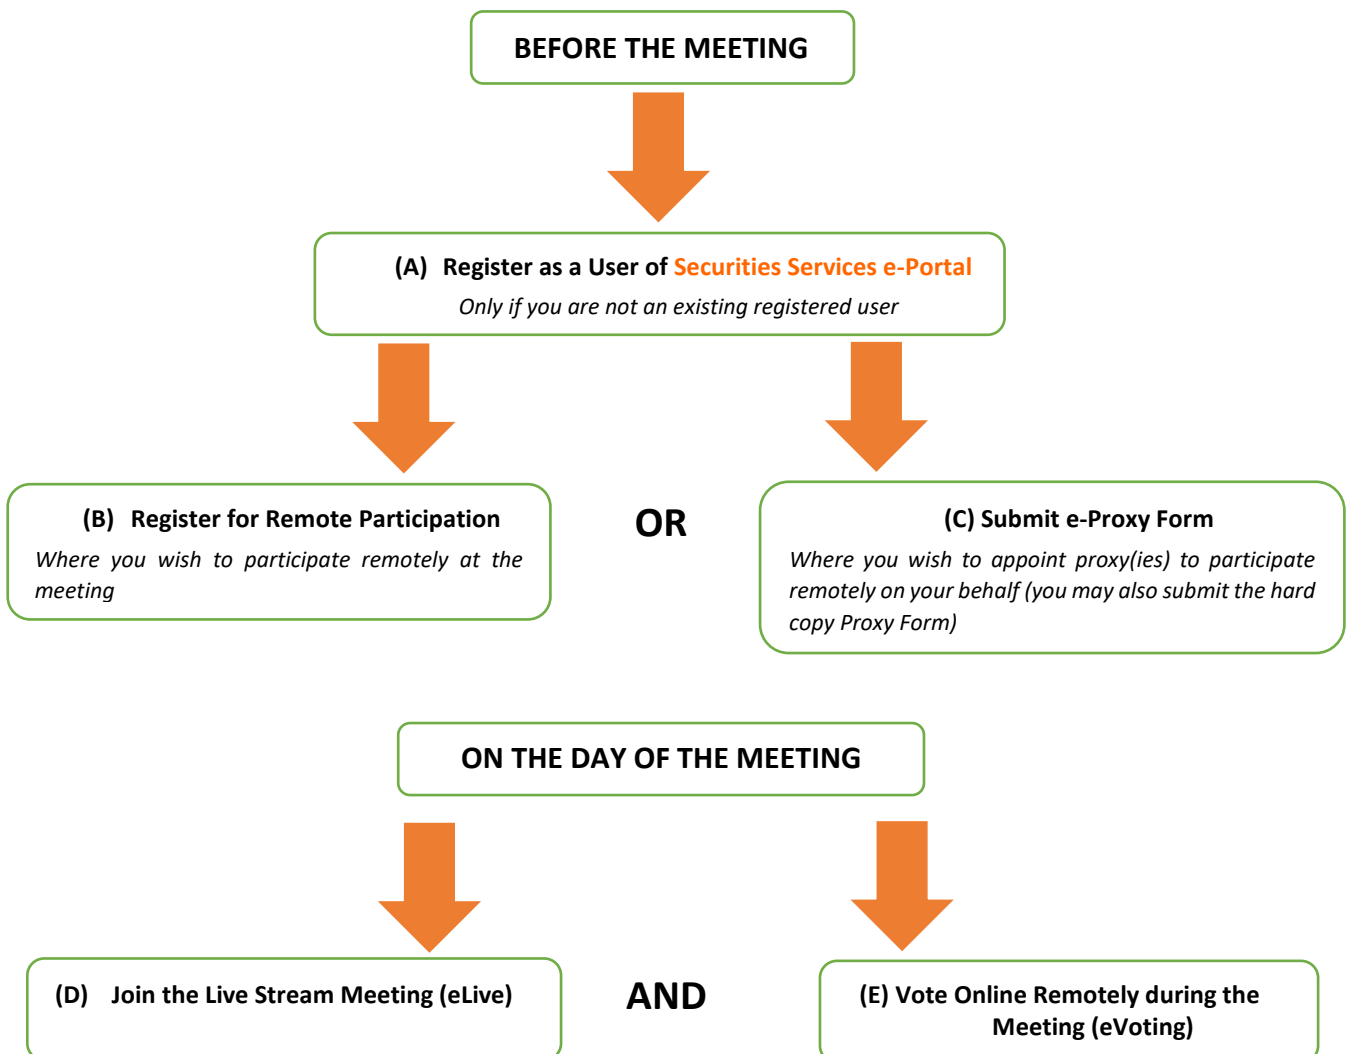 BEFORE THE MEETING
(A) Register as a User of Securities Services e-Portal
Only if you are not an existing registered user
(B) Register for Remote Participation
Where you wish to participate remotely at the
meeting
OR
(C) Submit e-Proxy Form
Where you wish to appoint proxy(ies) to participate
remotely on your behalf (you may also submit the hard
copy Proxy Form)
ON THE DAY OF THE MEETING
(D) Join the Live Stream Meeting (eLive)
AND
(E) Vote Online Remotely during the
Meeting (eVoting)